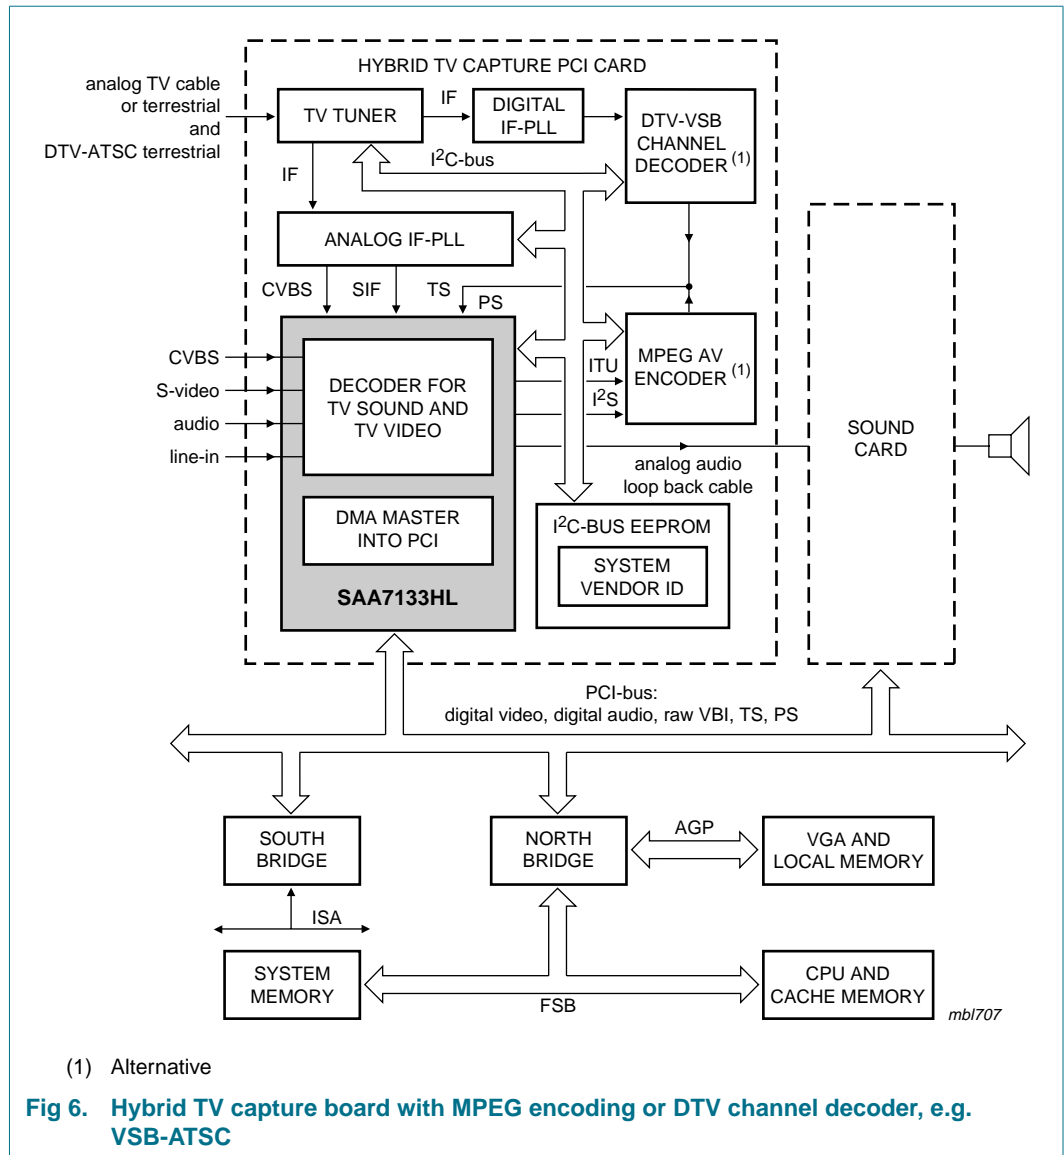 HYBRID TV CAPTURE PCI CARD
analog TV cable
or terrestrial
and
DTV-ATSC terrestrial
TV TUNER
IF
DIGITAL
IF-PLL
DTV-VSB
CHANNEL
DECODER (1)
I2C-bus
IF
ANALOG IF-PLL
CVBS
SIF
TS
PS
CVBS
S-video
audio
line-in
DECODER FOR
TV SOUND AND
TV VIDEO
ITU
I2S
MPEG AV
ENCODER (1)
SOUND
CARD
analog audio
loop back cable
DMA MASTER
INTO PCI
SAA7133HL
I2C-BUS EEPROM
SYSTEM
VENDOR ID
PCI-bus:
digital video, digital audio, raw VBI, TS, PS
SOUTH
BRIDGE
NORTH
BRIDGE
AGP
VGA AND
LOCAL MEMORY
ISA
SYSTEM
MEMORY
FSB
CPU AND
CACHE MEMORY
mbl707
(1) Alternative
Fig 6. Hybrid TV capture board with MPEG encoding or DTV channel decoder, e.g.
VSB-ATSC